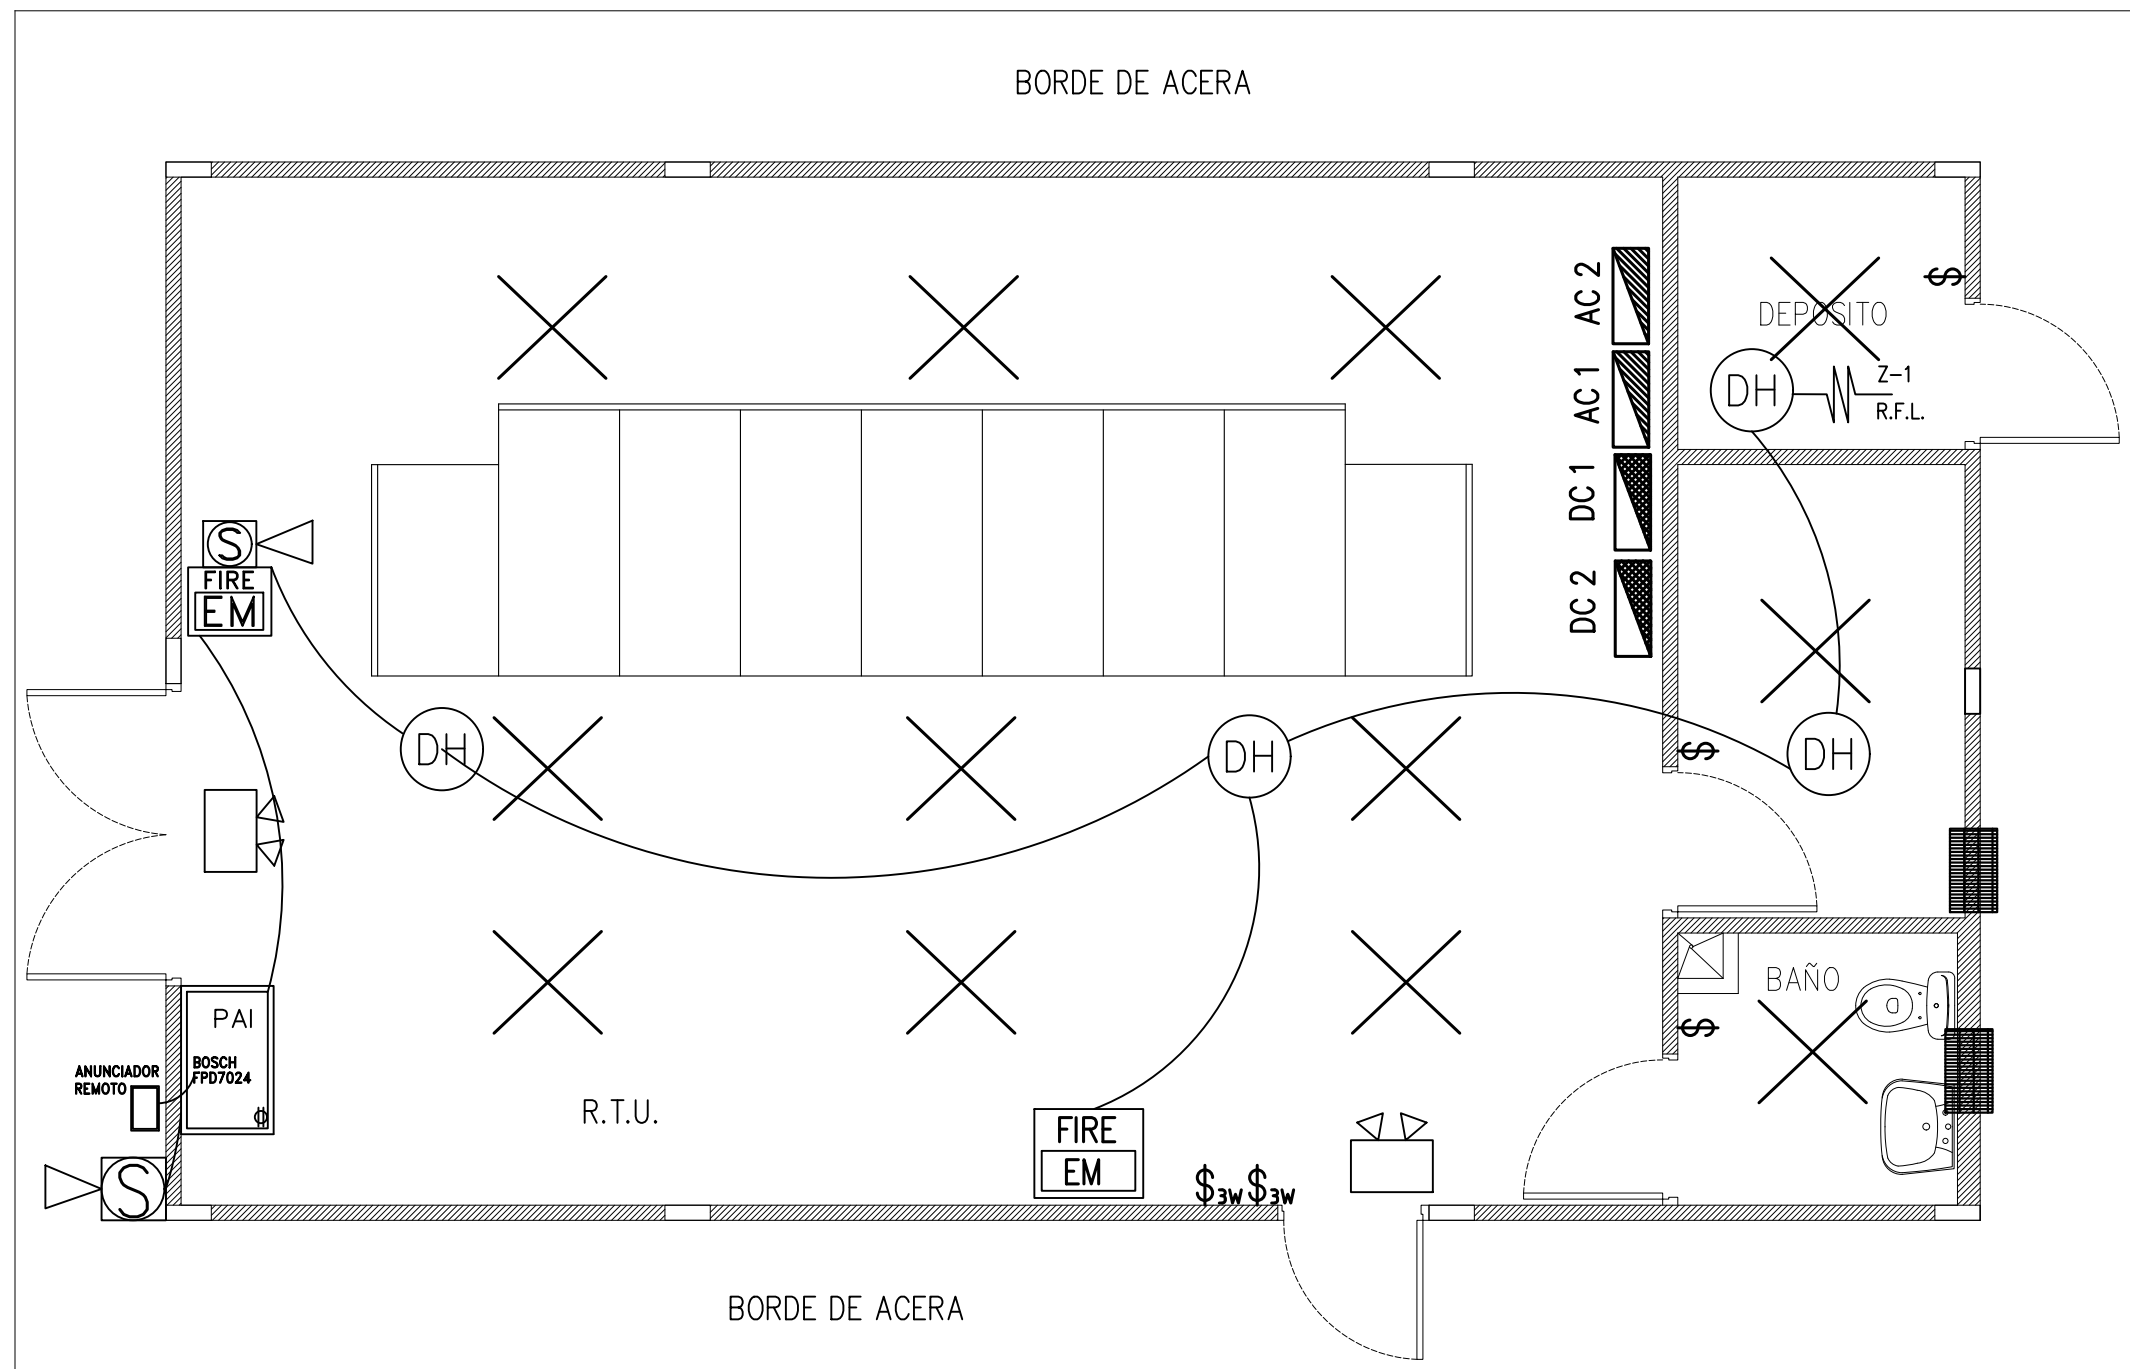 BORDE DE ACERA
AC 2
AC 1
DC 1
DC 2
DEPOSITO
$
DH
Z-1
R.F.L.
S
FIRE
EM
DH
DH
DH
$
PAI
BOSCH
FPD7024
ANUNCIADOR
REMOTO
S
R.T.U.
FIRE
EM
$3W $3W
BAÑO
$
BORDE DE ACERA